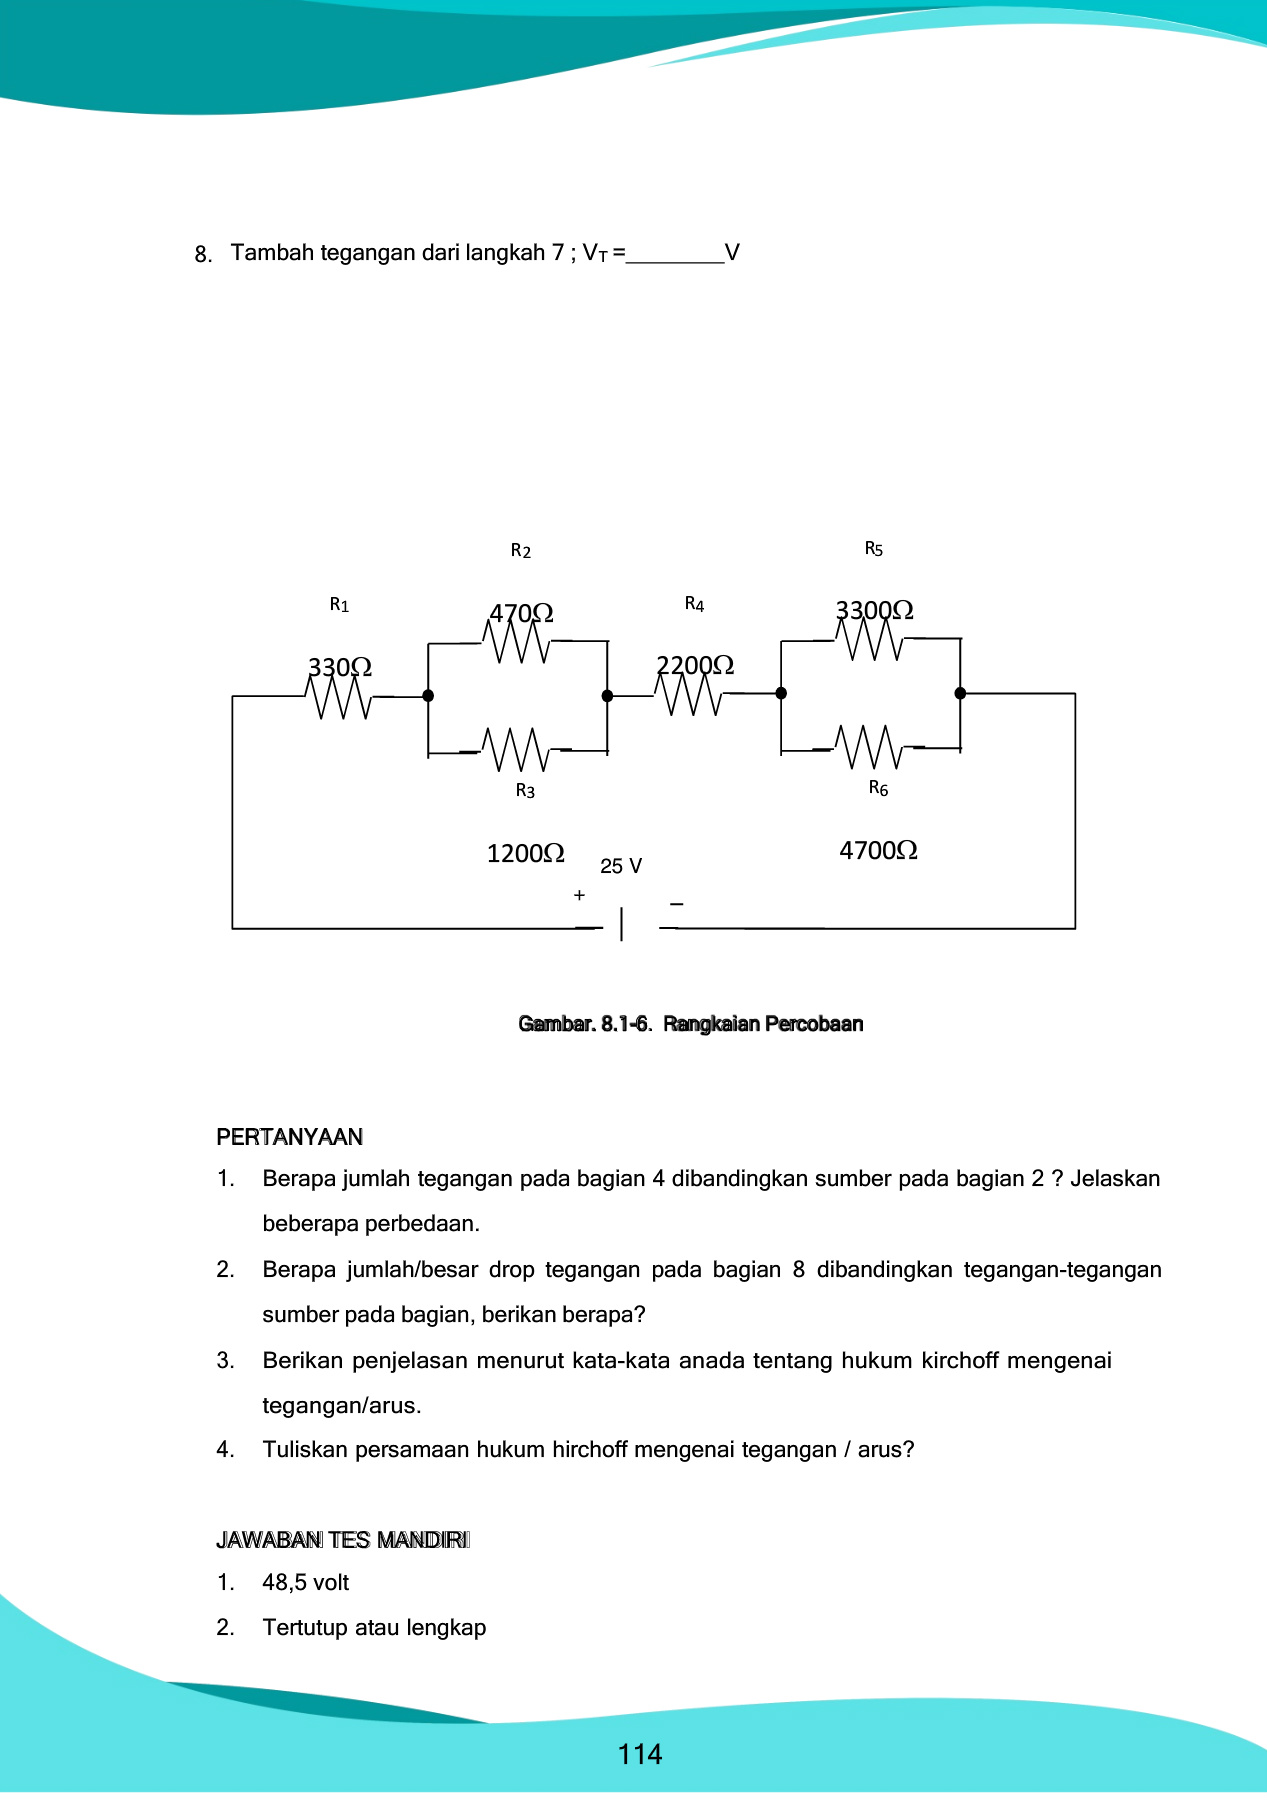 8. Tambah tegangan dari langkah 7 ; VT =________V
R2
R5
R1
R4
470Ω
3300Ω
330Ω
2200Ω
R3
R6
1200Ω
4700Ω
25 V
+
–
Gambar. 8.1-6. Rangkaian Percobaan
PERTANYAAN
1. Berapa jumlah tegangan pada bagian 4 dibandingkan sumber pada bagian 2 ? Jelaskan
beberapa perbedaan.
2. Berapa jumlah/besar drop tegangan pada bagian 8 dibandingkan tegangan-tegangan
sumber pada bagian, berikan berapa?
3. Berikan penjelasan menurut kata-kata anada tentang hukum kirchoff mengenai
tegangan/arus.
4. Tuliskan persamaan hukum hirchoff mengenai tegangan / arus?
JAWABAN TES MANDIRI
1. 48,5 volt
2. Tertutup atau lengkap
114